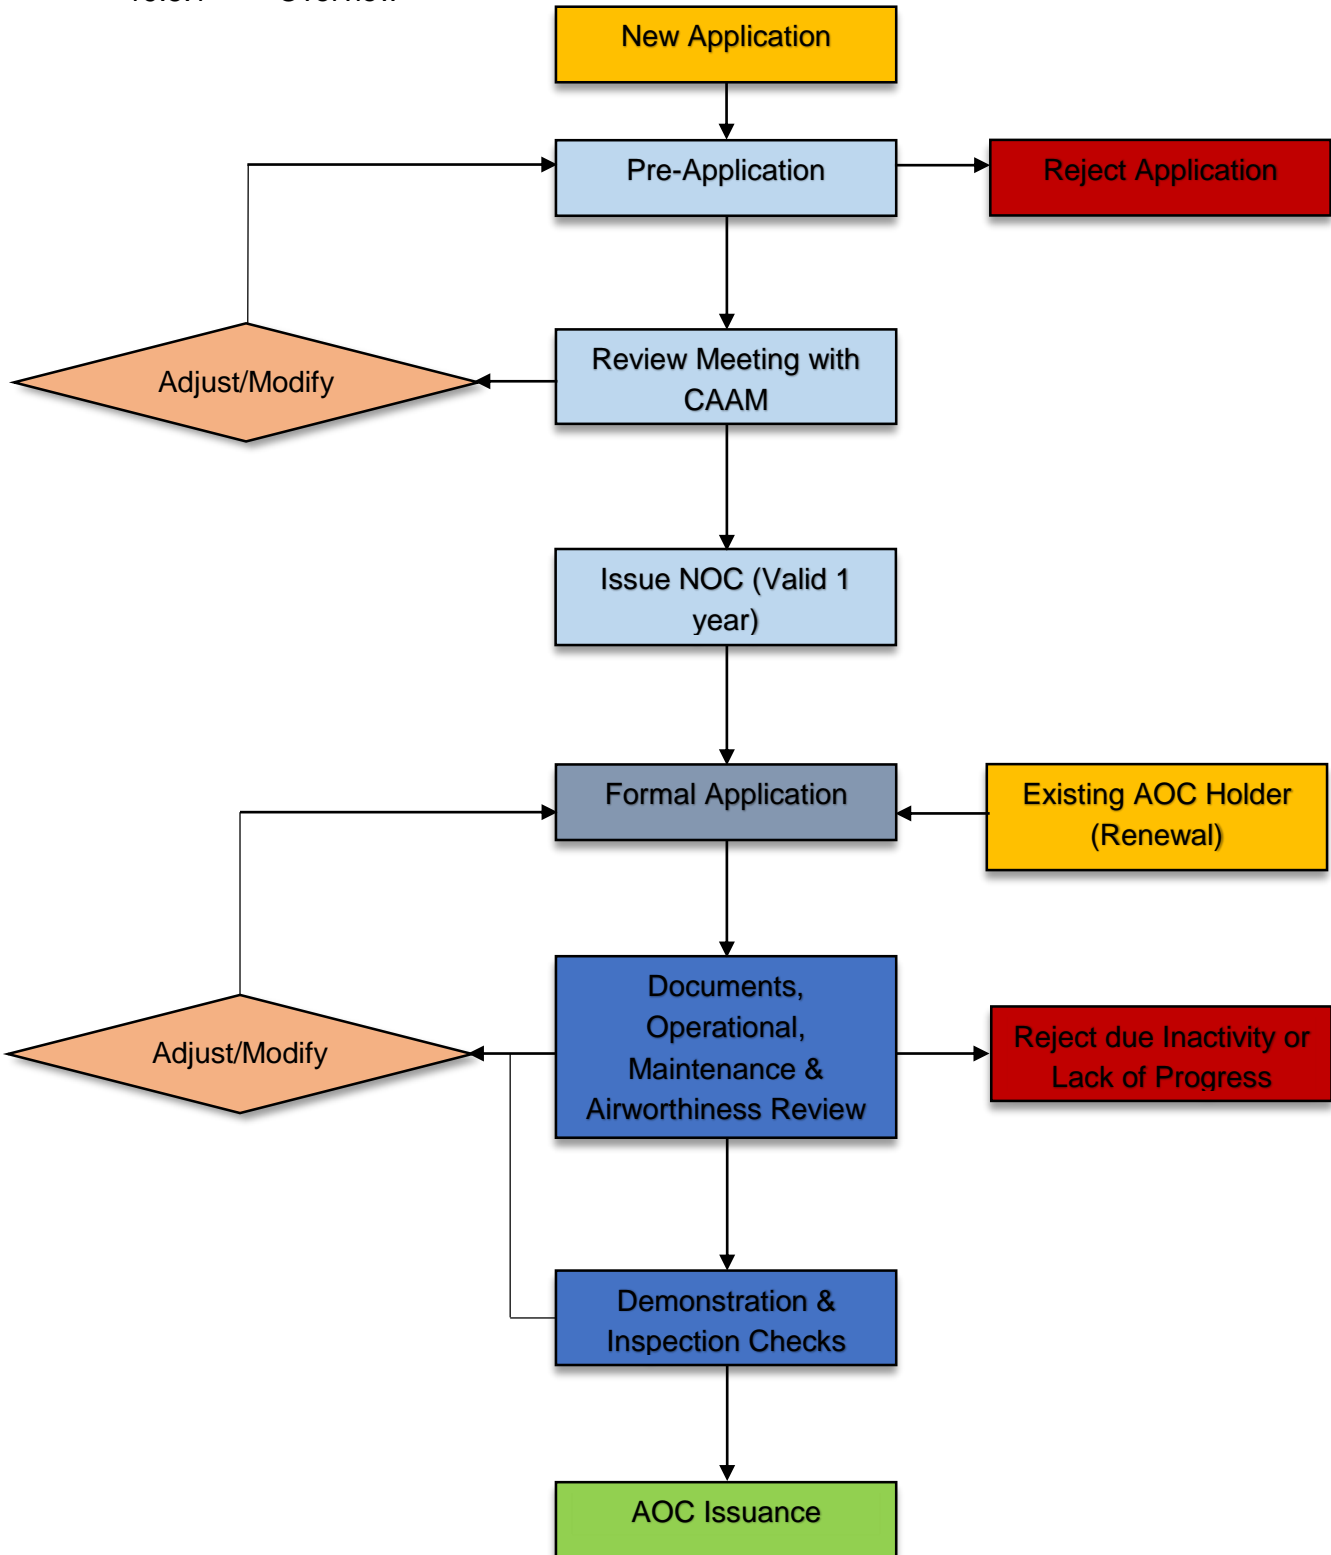 Overview
New Application
Pre-Application
Reject Application
Review Meeting with
CAAM
Adjust/Modify
Issue NOC (Valid 1
year)
Formal Application
Existing AOC Holder
(Renewal)
Documents,
Operational,
Maintenance &
Airworthiness Review
Adjust/Modify
Reject due Inactivity or
Lack of Progress
Demonstration &
Inspection Checks
AOC Issuance